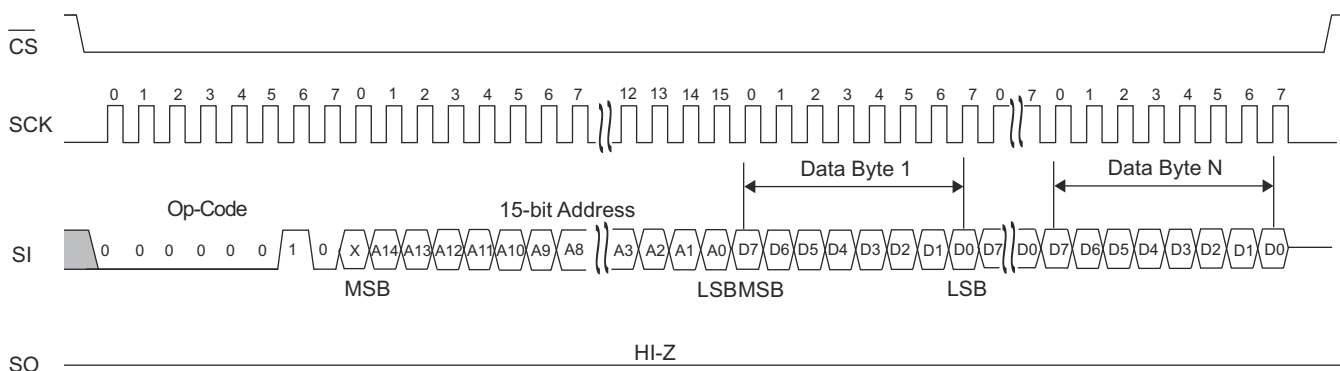 CS
0 1 2 3 4 5 6 7 0 1 2 3 4 5 6 7 12 13 14 15 0 1 2 3 4 5 6 7 0 7 0 1 2 3 4 5 6 7
SCK
Data Byte 1 Data Byte N
Op-Code 15-bit Address
SI 0 0 0 0 0 0 1 0 X A14 A13 A12 A11 A10 A9 A8 A3 A2 A1 A0 D7 D6 D5 D4 D3 D2 D1 D0 D7 D0 D7 D6 D5 D4 D3 D2 D1 D0
MSB LSB MSB LSB
HI-Z
SO